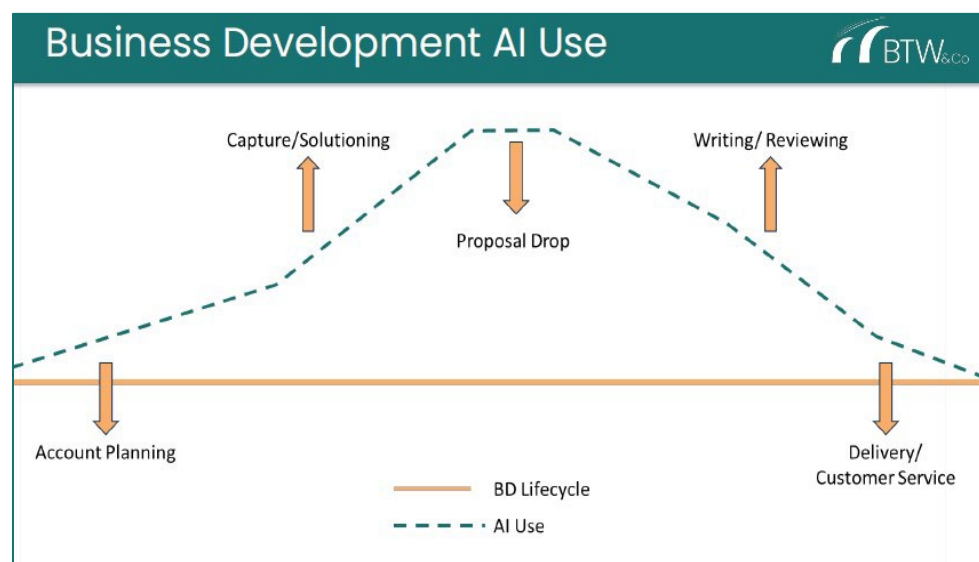 Business Development AI Use
BTW&Co
Capture/Solutioning
Writing/ Reviewing
Proposal Drop
Account Planning
Delivery/
Customer Service
BD Lifecycle
AI Use